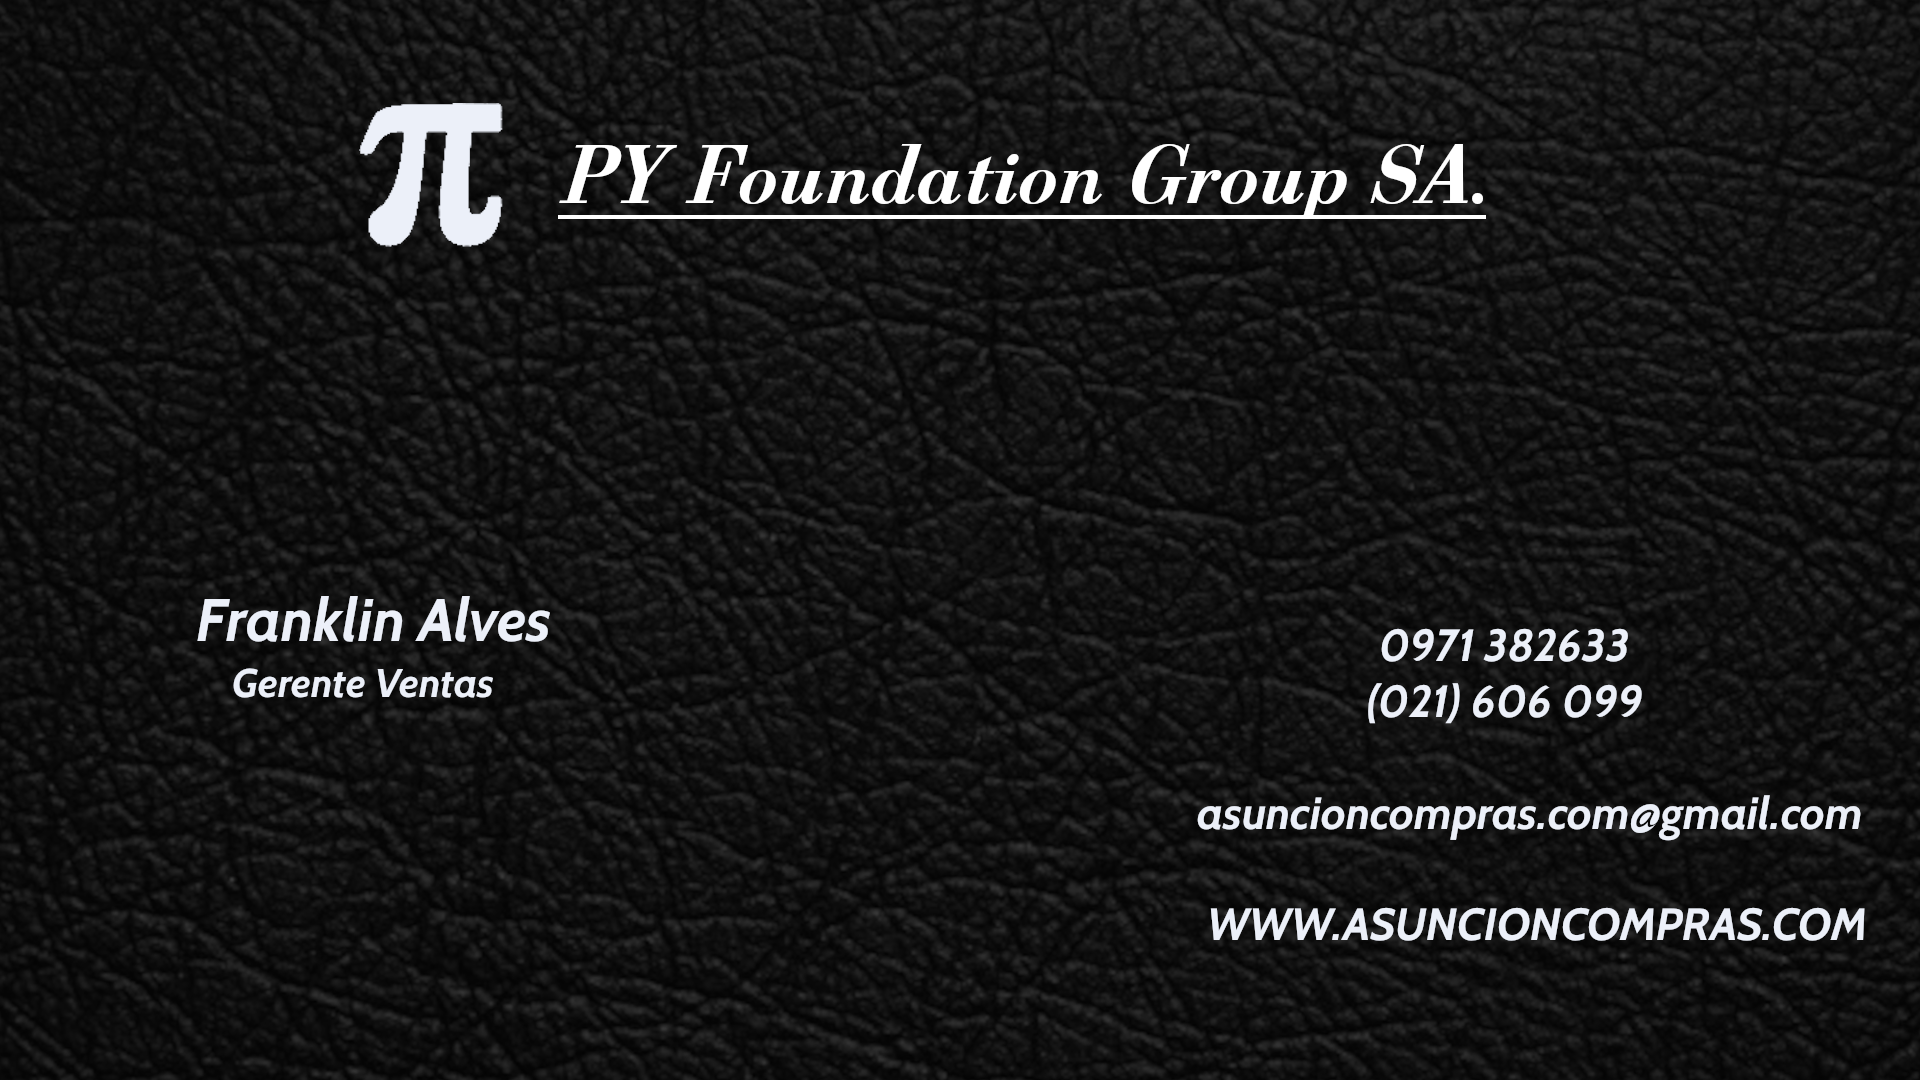 π PY Foundation Group SA.
Franklin Alves
Gerente Ventas
0971 382633
(021) 606 099
asuncioncompras.com@gmail.com
WWW.ASUNCIONCOMPRAS.COM